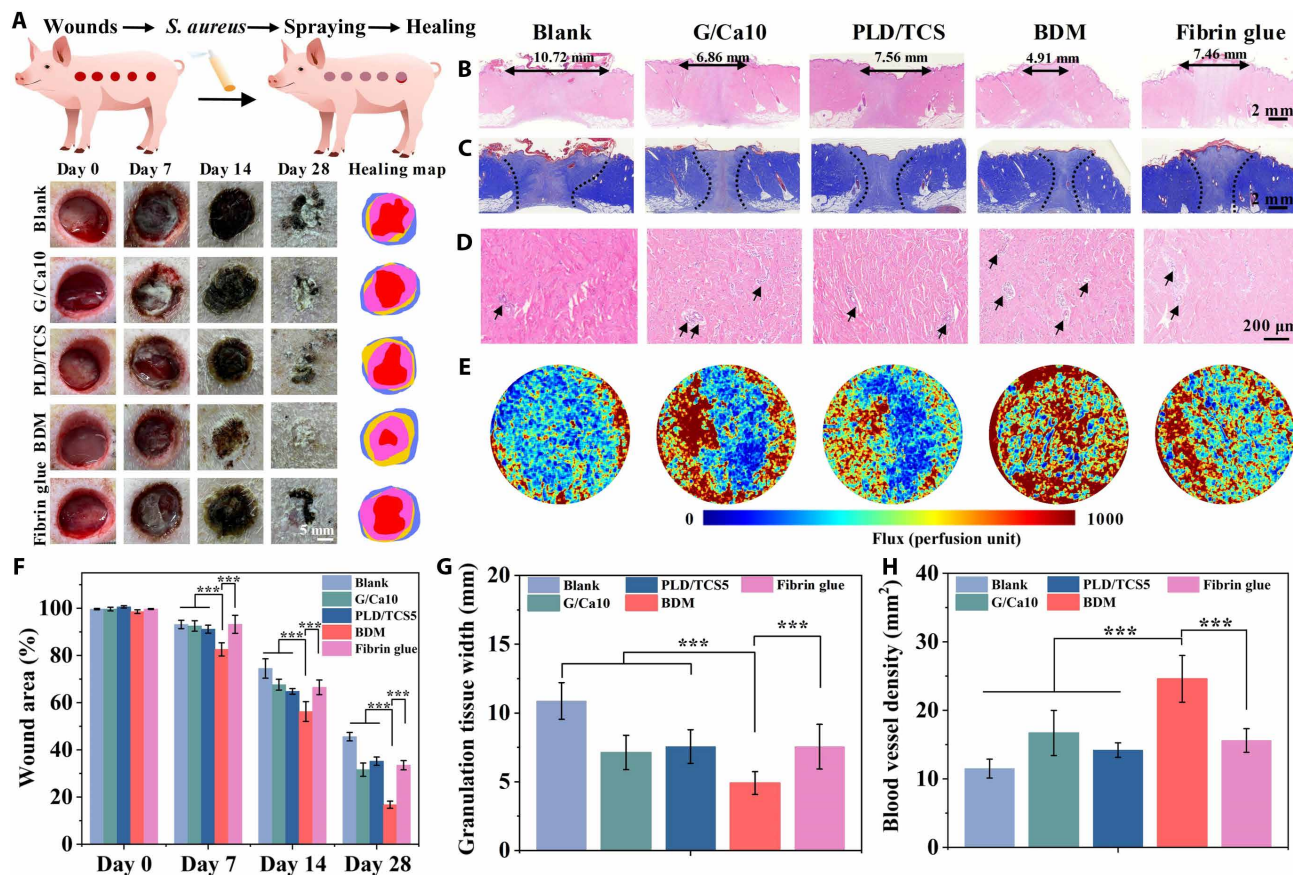 A
Wounds S. aureus Spraying Healing
Day 0 Day 7 Day 14 Day 28 Healing map
Blank
G/Ca10
PLD/TCS
BDM
Fibrin glue
5 mm
Blank G/Ca10 PLD/TCS BDM Fibrin glue
B
10.72 mm 6.86 mm 7.56 mm 4.91 mm 7.46 mm
2 mm
C
2 mm
D
200 μm
E
0 1000
Flux (perfusion unit)
F
Wound area (%)
100
80
60
40
20
0
Day 0 Day 7 Day 14 Day 28
*** ***
*** ***
*** ***
Blank
G/Ca10
PLD/TCS5
BDM
Fibrin glue
G
Granulation tissue width (mm)
20
15
10
5
0
Blank PLD/TCS5 Fibrin glue
G/Ca10 BDM
*** ***
H
Blood vessel density (mm²)
40
30
20
10
0
Blank PLD/TCS5 Fibrin glue
G/Ca10 BDM
*** ***